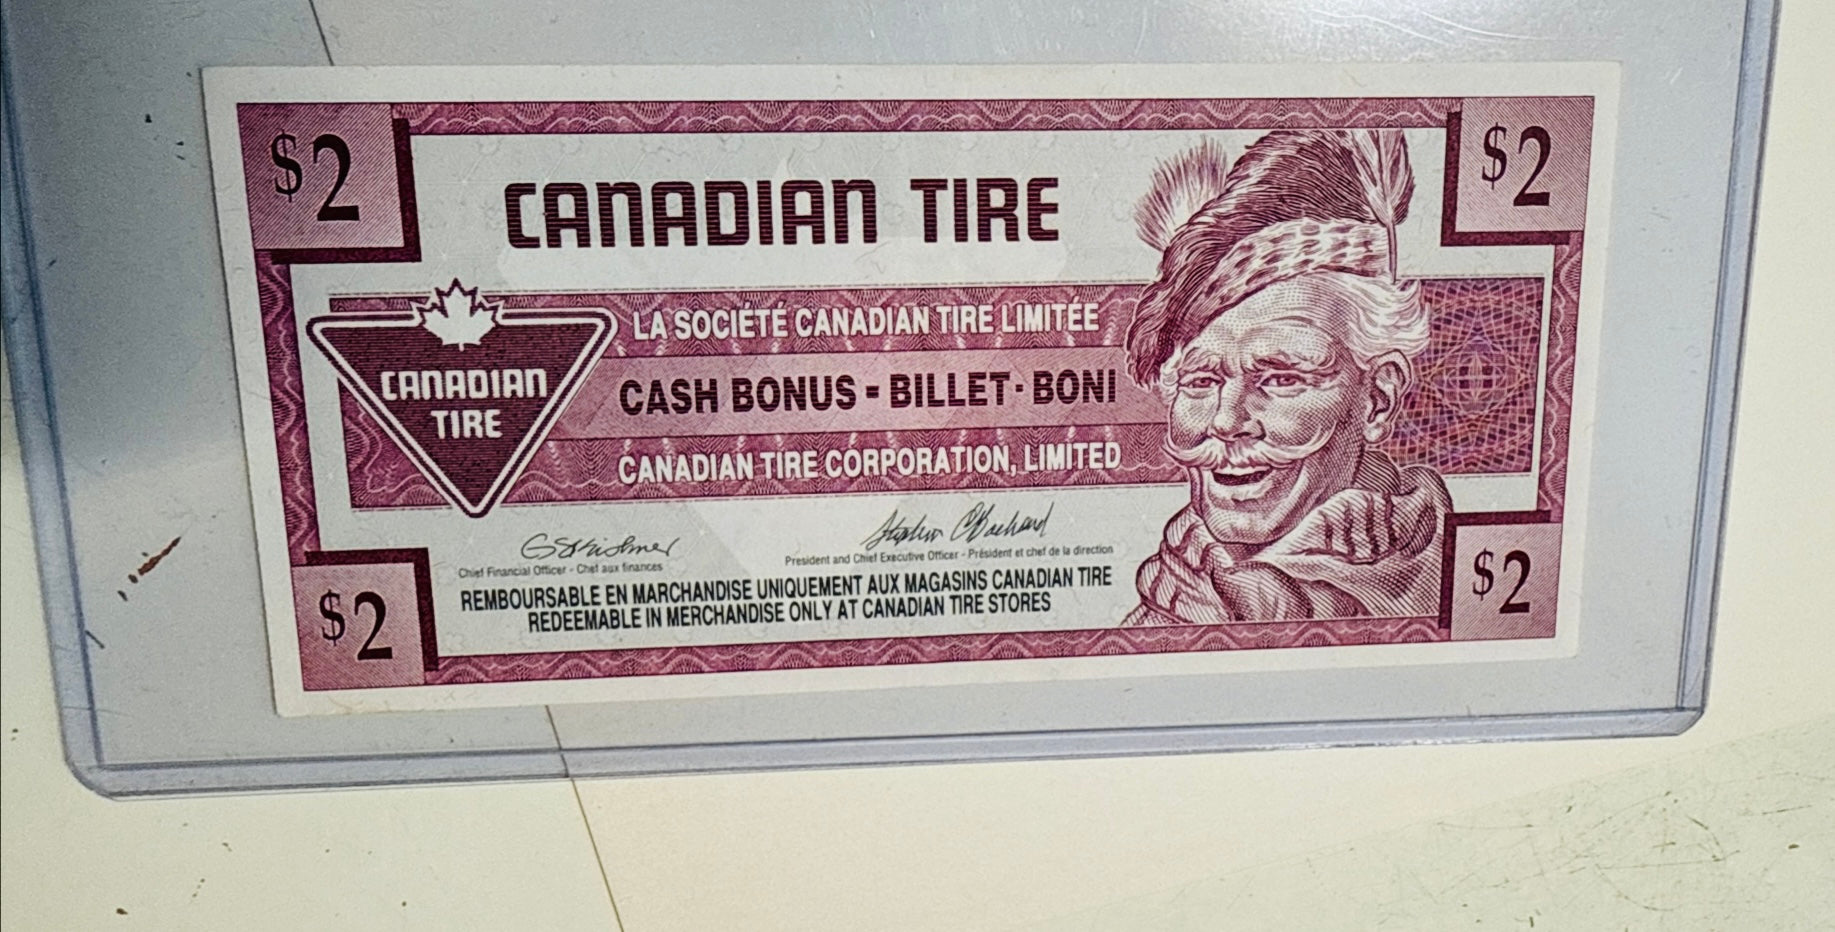 $2
$2
CANADIAN TIRE
LA SOCIÉTÉ CANADIAN TIRE LIMITÉE
CANADIAN
TIRE
CASH BONUS - BILLET - BONI
CANADIAN TIRE CORPORATION, LIMITED
Chief Financial Officer - Chef aux finances
President and Chief Executive Officer - Président et chef de la direction
REMBOURSABLE EN MARCHANDISE UNIQUEMENT AUX MAGASINS CANADIAN TIRE
REDEEMABLE IN MERCHANDISE ONLY AT CANADIAN TIRE STORES
$2
$2